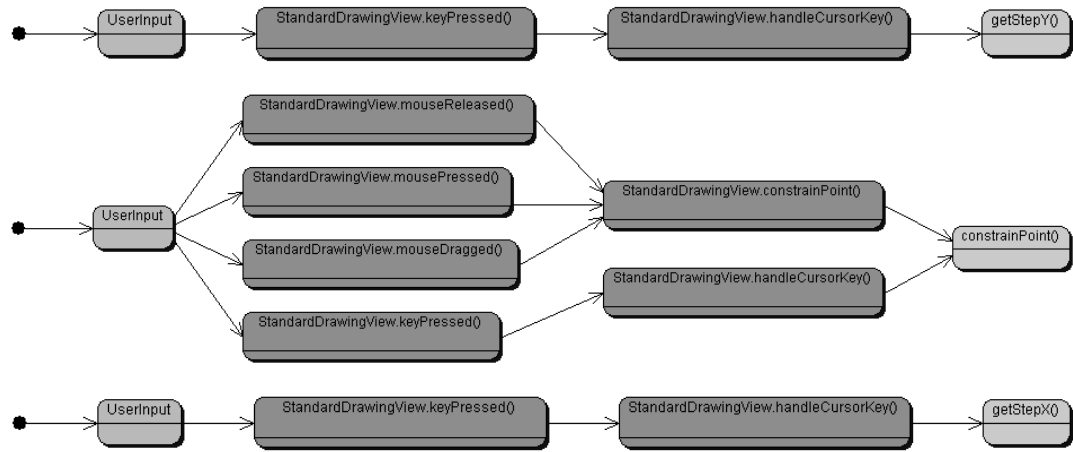 UserInput
StandardDrawingView.keyPressed()
StandardDrawingView.handleCursorKey()
getStepY()
StandardDrawingView.mouseReleased()
StandardDrawingView.mousePressed()
StandardDrawingView.constrainPoint()
UserInput
constrainPoint()
StandardDrawingView.mouseDragged()
StandardDrawingView.handleCursorKey()
StandardDrawingView.keyPressed()
UserInput
StandardDrawingView.keyPressed()
StandardDrawingView.handleCursorKey()
getStepX()